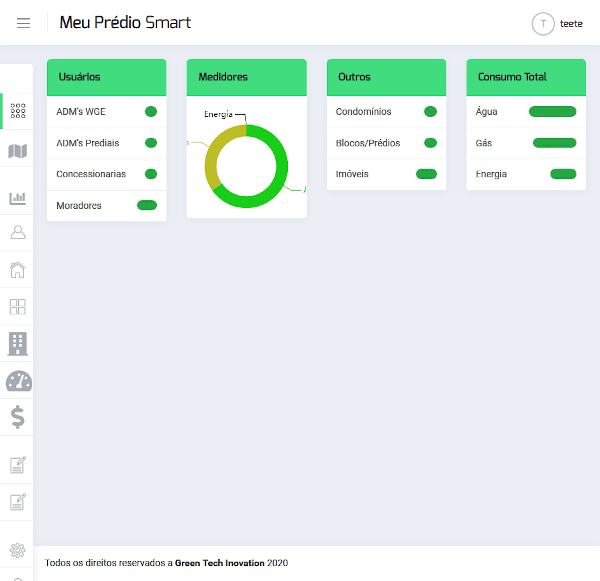 Meu Prédio Smart
T teete
Usuários
Medidores
Outros
Consumo Total
ADM's WGE
ADM's Prediais
Concessionarias
Moradores
Energia
Condomínios
Blocos/Prédios
Imóveis
Água
Gás
Energia
Todos os direitos reservados a Green Tech Inovation 2020